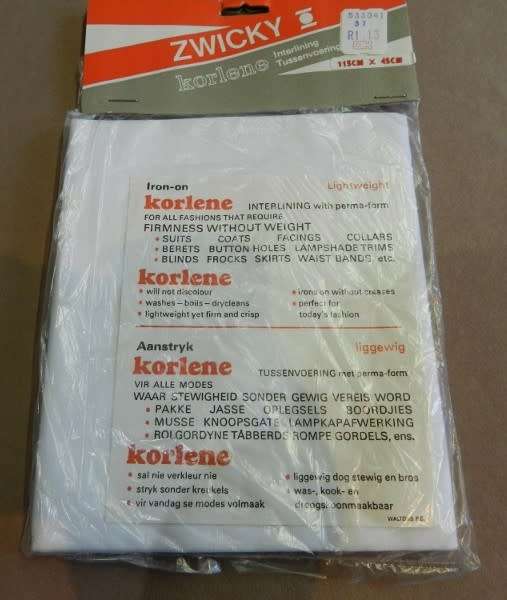 ZWICKY
korlene
Interlining
Tussenvoering
533041
37
R1.13
115CM X 45CM
Iron-on Lightweight
korlene INTERLINING with perma-form
FOR ALL FASHIONS THAT REQUIRE
FIRMNESS WITHOUT WEIGHT
• SUITS COATS FACINGS COLLARS
• BERETS BUTTON HOLES LAMPSHADE TRIMS
• BLINDS FROCKS SKIRTS WAIST BANDS, etc.
korlene
• will not discolour • irons on without creases
• washes – boils – drycleans • perfect for
• lightweight yet firm and crisp today's fashion
Aanstryk liggewig
korlene TUSSENVOERING met perma-form
VIR ALLE MODES
WAAR STEWIGHEID SONDER GEWIG VEREIS WORD
• PAKKE JASSE OPLEGSELS BOORDJIES
• MUSSE KNOOPSGATE LAMPKAPAFWERKING
• ROLGORDYNE TABBERDS ROMPE GORDELS, ens.
korlene
• sal nie verkleur nie • liggewig dog stewig en bros
• stryk sonder kreukels • was-, kook- en
• vir vandag se modes volmaak droogskoonmaakbaar